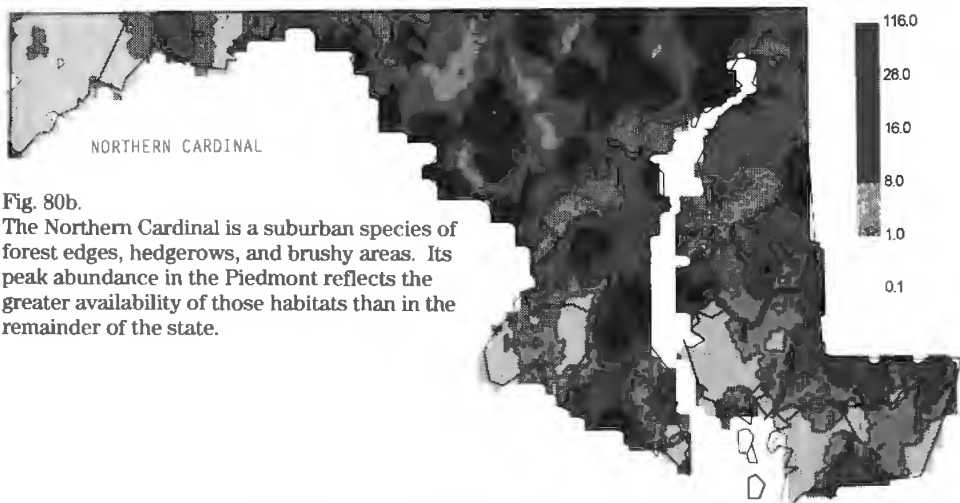 116.0
28.0
16.0
8.0
1.0
0.1
NORTHERN CARDINAL
Fig. 80b.
The Northern Cardinal is a suburban species of
forest edges, hedgerows, and brushy areas. Its
peak abundance in the Piedmont reflects the
greater availability of those habitats than in the
remainder of the state.